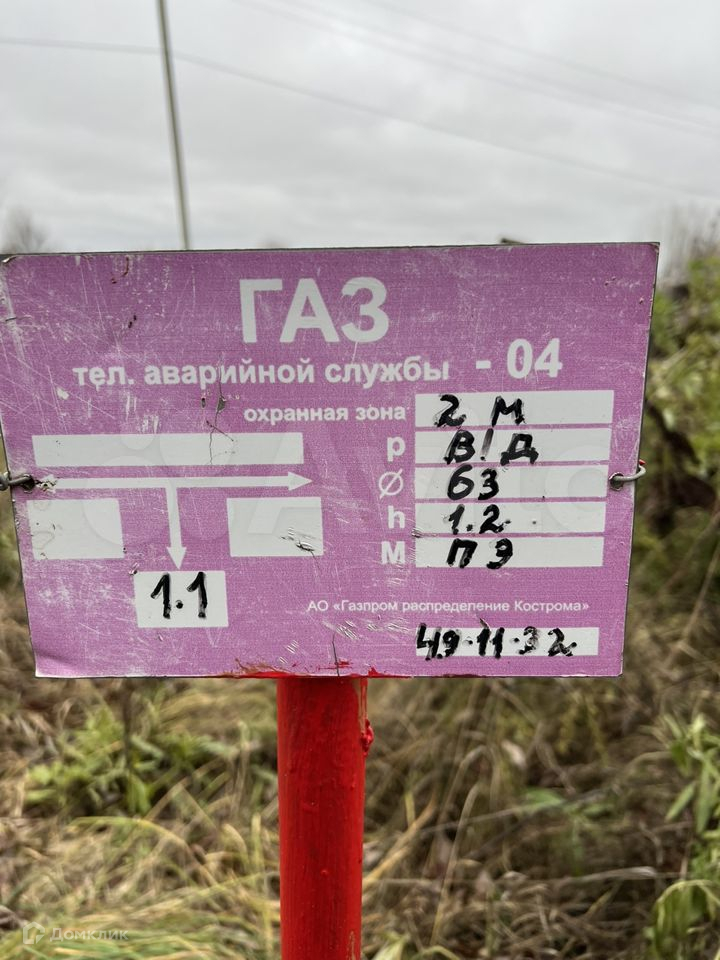 ГАЗ
тел. аварийной службы - 04
охранная зона 2 м
p В/Д
Ø 63
h 1.2.
М ПЭ
1.1
АО «Газпром распределение Кострома»
49-11-32.
Домклик